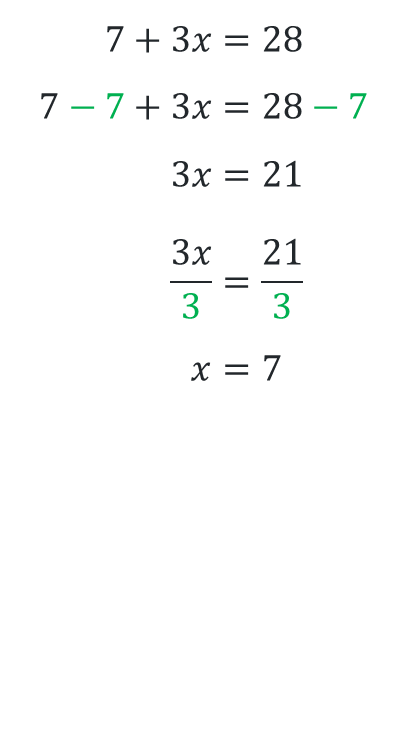 7 + 3x = 28
7 − 7 + 3x = 28 − 7
3x = 21
3x/3 = 21/3
x = 7